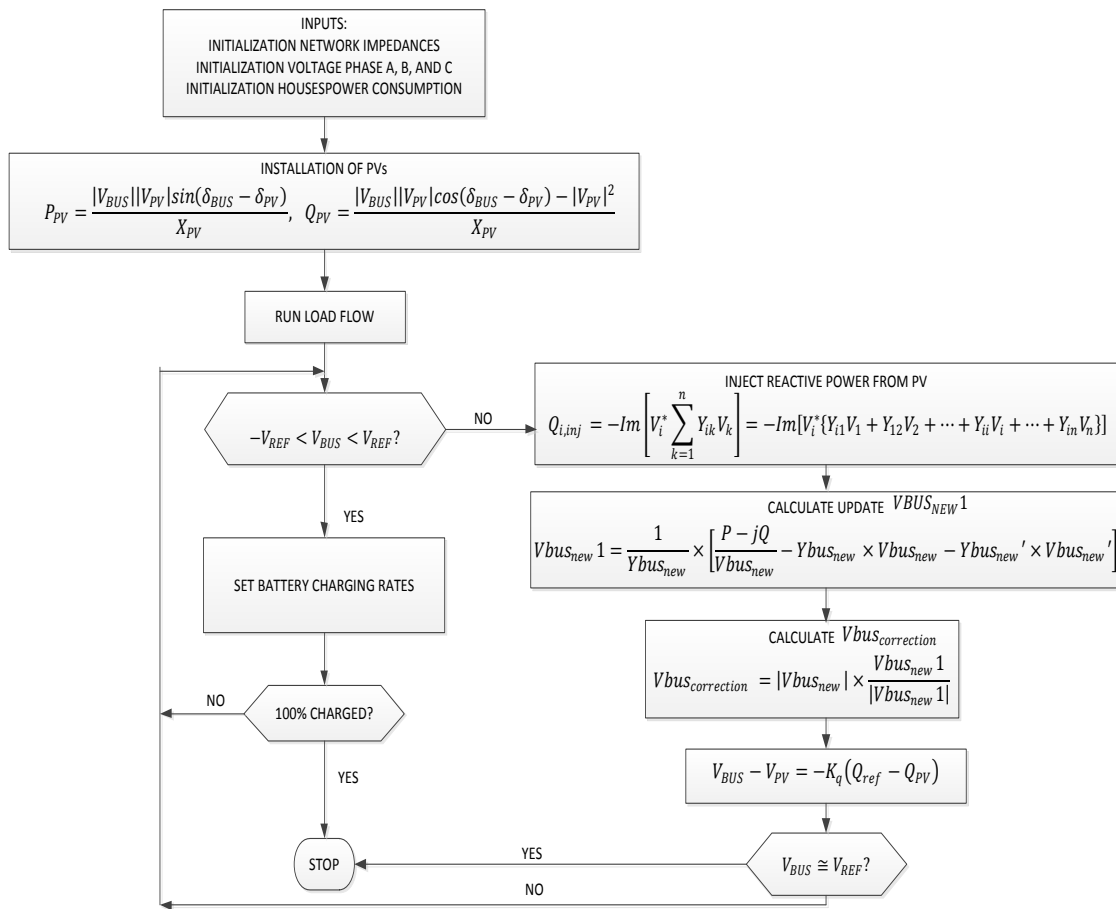 INPUTS:
INITIALIZATION NETWORK IMPEDANCES
INITIALIZATION VOLTAGE PHASE A, B, AND C
INITIALIZATION HOUSESPOWER CONSUMPTION
INSTALLATION OF PVs
P_PV = |V_BUS||V_PV|sin(δ_BUS − δ_PV) / X_PV, Q_PV = (|V_BUS||V_PV|cos(δ_BUS − δ_PV) − |V_PV|²) / X_PV
RUN LOAD FLOW
−V_REF < V_BUS < V_REF?
NO
YES
SET BATTERY CHARGING RATES
100% CHARGED?
NO
YES
STOP
INJECT REACTIVE POWER FROM PV
Q_i,inj = −Im[V_i^* ∑_{k=1}^{n} Y_ik V_k] = −Im[V_i^*{Y_i1 V_1 + Y_12 V_2 + ⋯ + Y_ii V_i + ⋯ + Y_in V_n}]
CALCULATE UPDATE VBUS_NEW 1
Vbus_new 1 = 1 / Ybus_new × [(P − jQ) / Vbus_new − Ybus_new × Vbus_new − Ybus_new ′ × Vbus_new ′]
CALCULATE Vbus_correction
Vbus_correction = |Vbus_new| × Vbus_new 1 / |Vbus_new 1|
V_BUS − V_PV = −K_q(Q_ref − Q_PV)
V_BUS ≅ V_REF?
YES
NO